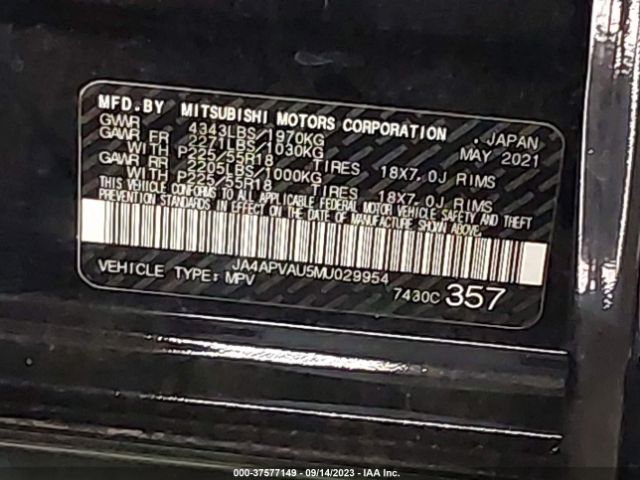 MFD.BY MITSUBISHI MOTORS CORPORATION , JAPAN
GVWR 4343LBS/1970KG MAY 2021
GAWR FR 2271LBS/1030KG
WITH P225/55R18 TIRES 18X7.0J RIMS
GAWR RR 2205LBS/1000KG
WITH P225/55R18 TIRES 18X7.0J RIMS
THIS VEHICLE CONFORMS TO ALL APPLICABLE FEDERAL MOTOR VEHICLE SAFETY AND THEFT
PREVENTION STANDARDS IN EFFECT ON THE DATE OF MANUFACTURE SHOWN ABOVE.
JA4APVAU5MJ029954
VEHICLE TYPE: MPV 7430C 357
000-37577149 - 09/14/2023 - IAA Inc.